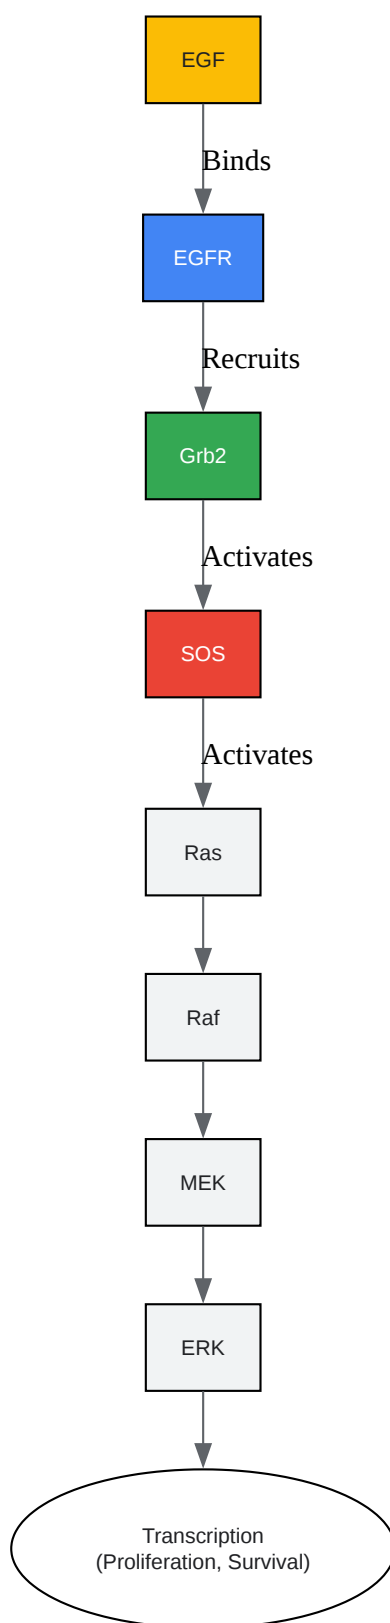 EGF
Binds
EGFR
Recruits
Grb2
Activates
SOS
Activates
Ras
Raf
MEK
ERK
Transcription
(Proliferation, Survival)